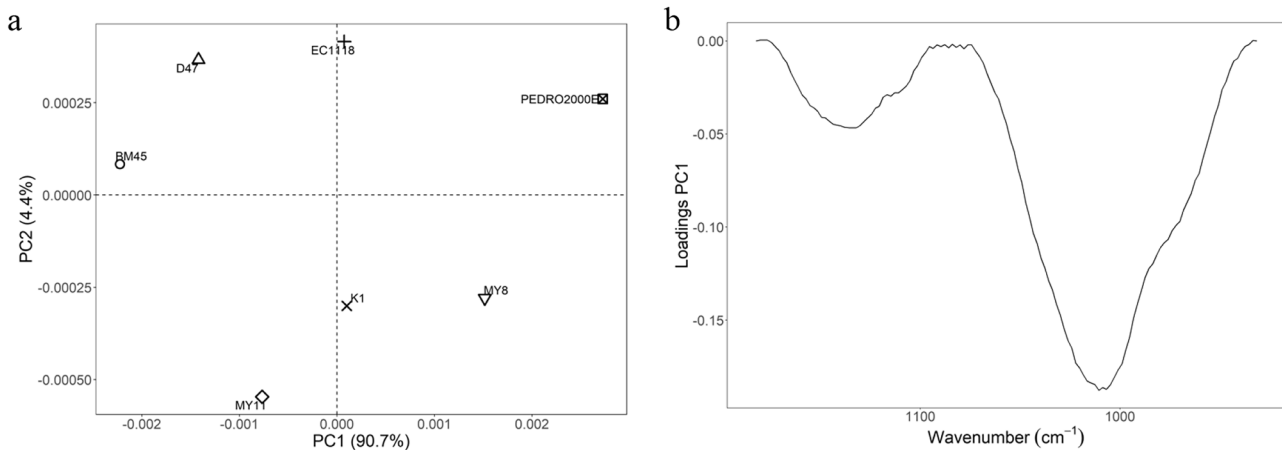 a
EC1118
D47
PEDRO2000E
BM45
K1
MY8
MY11
0.00025
0.00000
-0.00025
-0.00050
PC2 (4.4%)
-0.002
-0.001
0.000
0.001
0.002
PC1 (90.7%)
b
0.00
-0.05
-0.10
-0.15
Loadings PC1
1100
1000
Wavenumber (cm⁻¹)